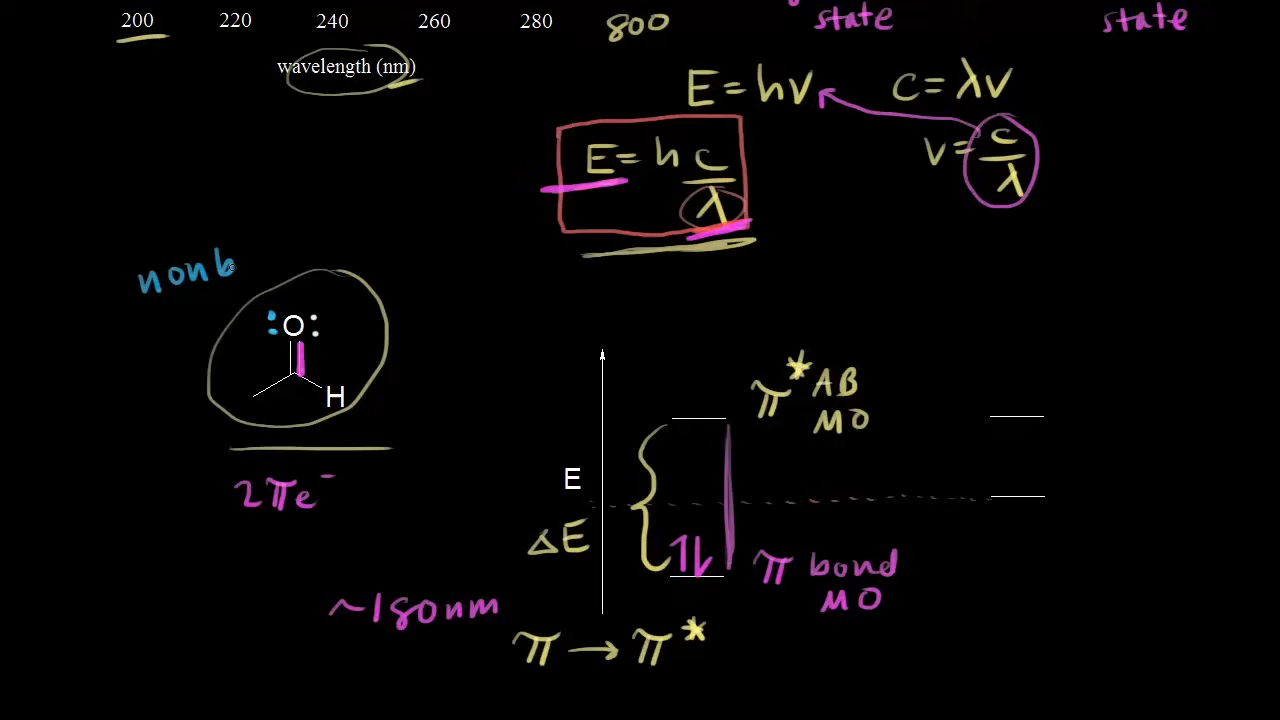 200 220 240 260 280 800 state state
wavelength (nm)
E = hν c = λν
E = h c/λ ν = c/λ
nonb
:O:
H
2πe⁻
π* AB
MO
E
ΔE
π bond
MO
~180nm
π → π*